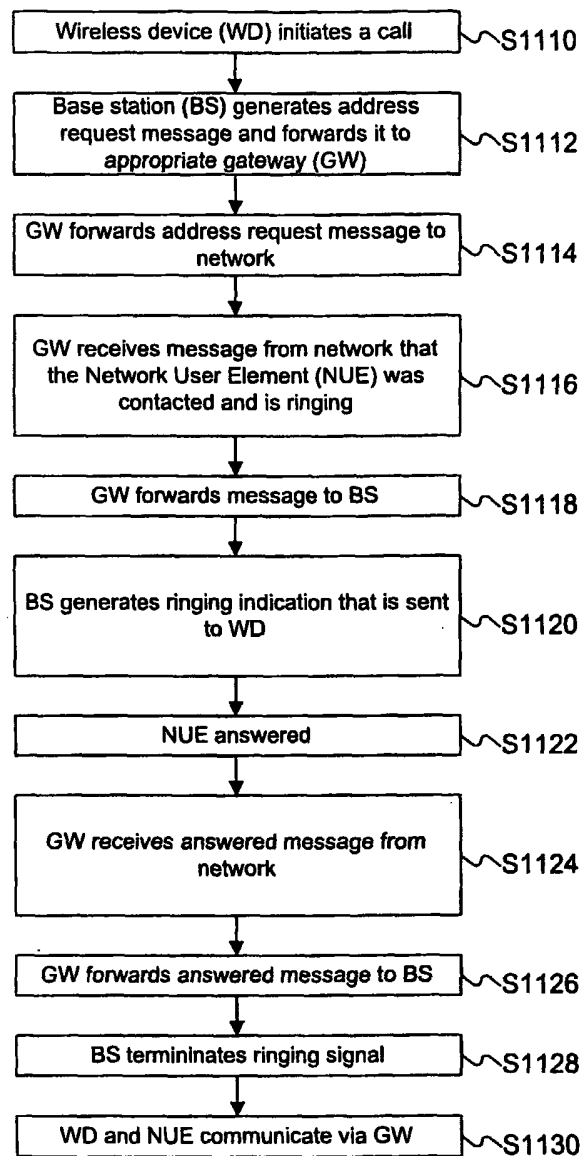 Wireless device (WD) initiates a call
S1110
Base station (BS) generates address
request message and forwards it to
appropriate gateway (GW)
S1112
GW forwards address request message to
network
S1114
GW receives message from network that
the Network User Element (NUE) was
contacted and is ringing
S1116
GW forwards message to BS
S1118
BS generates ringing indication that is sent
to WD
S1120
NUE answered
S1122
GW receives answered message from
network
S1124
GW forwards answered message to BS
S1126
BS termininates ringing signal
S1128
WD and NUE communicate via GW
S1130